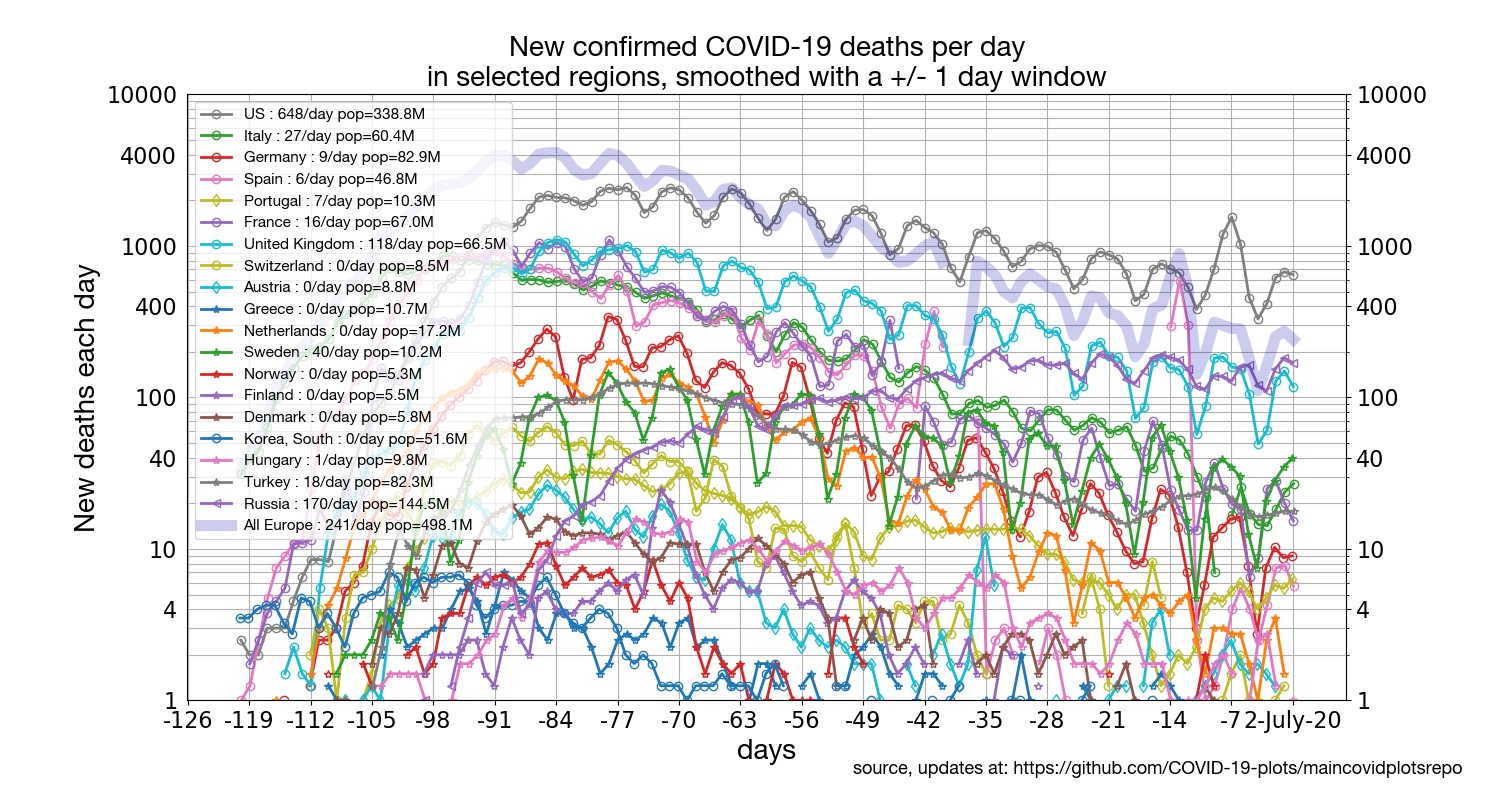 New confirmed COVID-19 deaths per day
in selected regions, smoothed with a +/- 1 day window
New deaths each day
10000
4000
1000
400
100
40
10
4
1
US : 648/day pop=338.8M
Italy : 27/day pop=60.4M
Germany : 9/day pop=82.9M
Spain : 6/day pop=46.8M
Portugal : 7/day pop=10.3M
France : 16/day pop=67.0M
United Kingdom : 118/day pop=66.5M
Switzerland : 0/day pop=8.5M
Austria : 0/day pop=8.8M
Greece : 0/day pop=10.7M
Netherlands : 0/day pop=17.2M
Sweden : 40/day pop=10.2M
Norway : 0/day pop=5.3M
Finland : 0/day pop=5.5M
Denmark : 0/day pop=5.8M
Korea, South : 0/day pop=51.6M
Hungary : 1/day pop=9.8M
Turkey : 18/day pop=82.3M
Russia : 170/day pop=144.5M
All Europe : 241/day pop=498.1M
10000
4000
1000
400
100
40
10
4
1
-126 -119 -112 -105 -98 -91 -84 -77 -70 -63 -56 -49 -42 -35 -28 -21 -14 -7 2-July-20
days
source, updates at: https://github.com/COVID-19-plots/maincovidplotsrepo